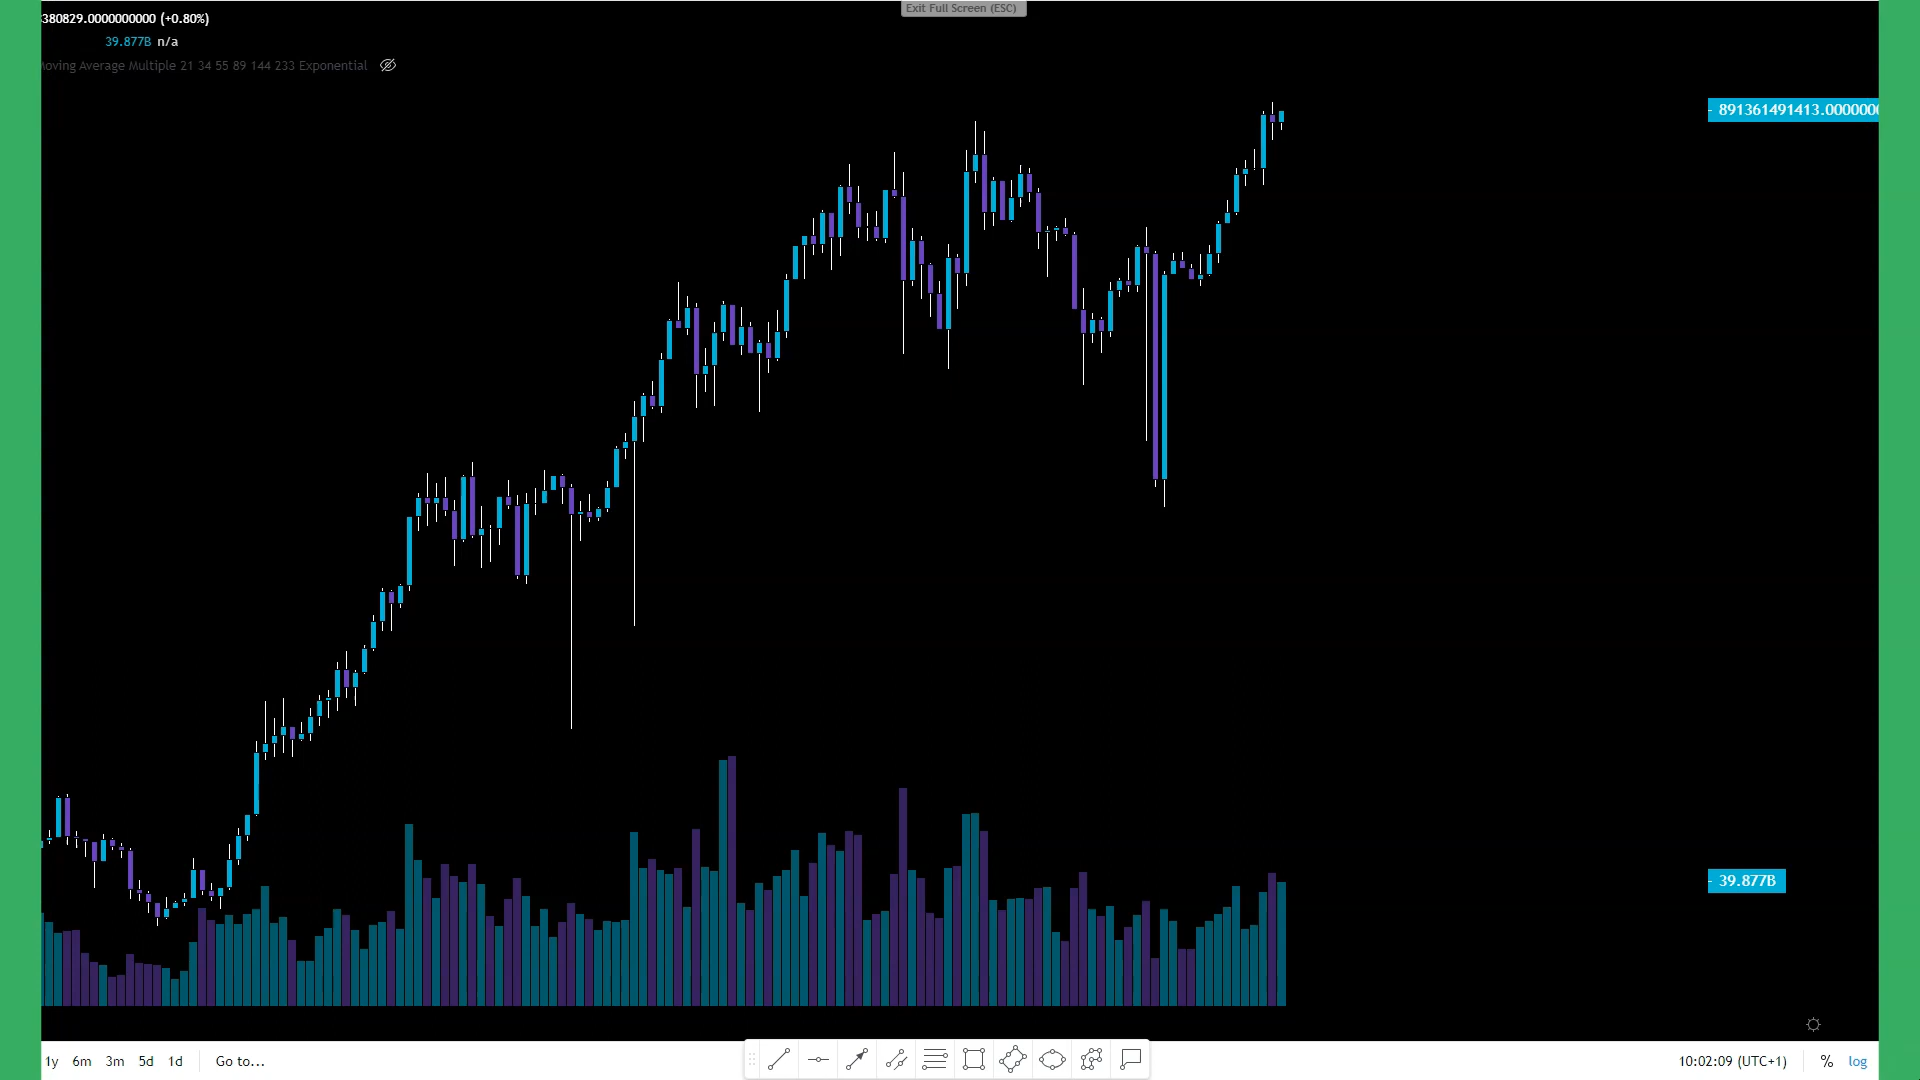 Exit Full Screen (ESC)
380829.0000000000 (+0.80%)
39.877B n/a
Moving Average Multiple 21 34 55 89 144 233 Exponential
891361491413.000000
39.877B
1y 6m 3m 5d 1d Go to...
10:02:09 (UTC+1) % log